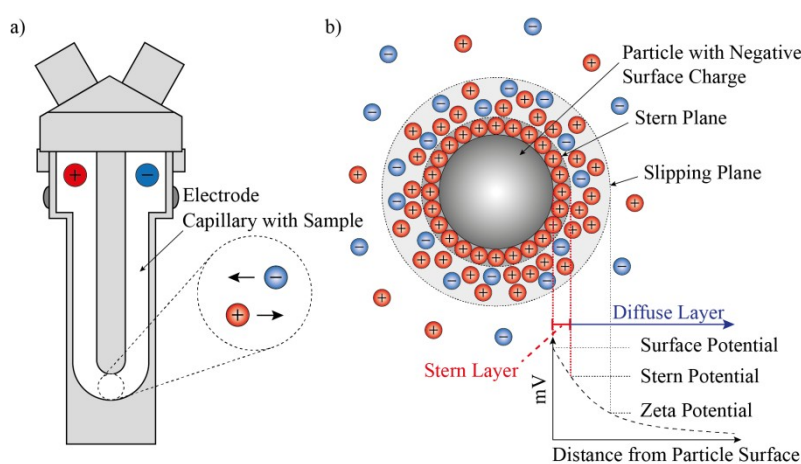 a)
+
−
Electrode
Capillary with Sample
−
+
b)
Particle with Negative
Surface Charge
Stern Plane
Slipping Plane
Diffuse Layer
Stern Layer
Surface Potential
Stern Potential
Zeta Potential
mV
Distance from Particle Surface